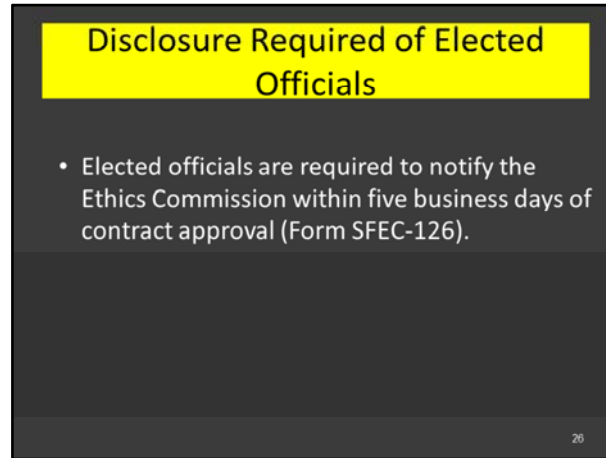 Disclosure Required of Elected
Officials
• Elected officials are required to notify the
Ethics Commission within five business days of
contract approval (Form SFEC-126).
26